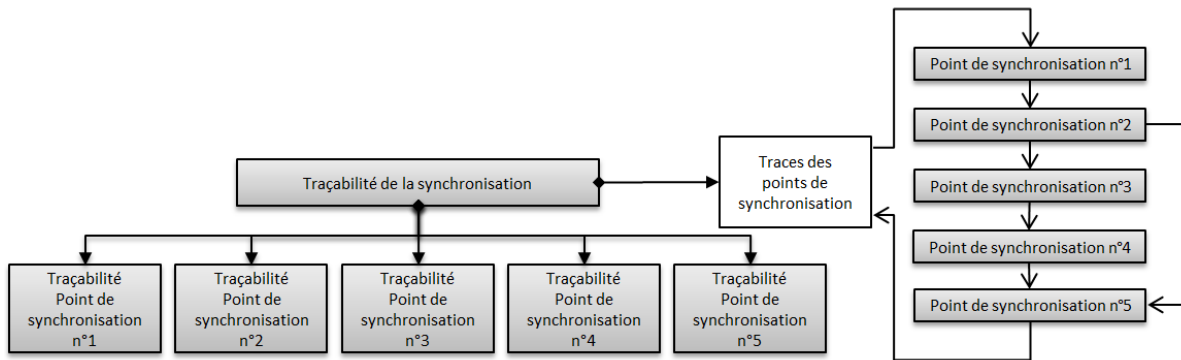 Point de synchronisation n°1
Point de synchronisation n°2
Point de synchronisation n°3
Point de synchronisation n°4
Point de synchronisation n°5
Traces des
points de
synchronisation
Traçabilité de la synchronisation
Traçabilité
Point de
synchronisation
n°1
Traçabilité
Point de
synchronisation
n°2
Traçabilité
Point de
synchronisation
n°3
Traçabilité
Point de
synchronisation
n°4
Traçabilité
Point de
synchronisation
n°5